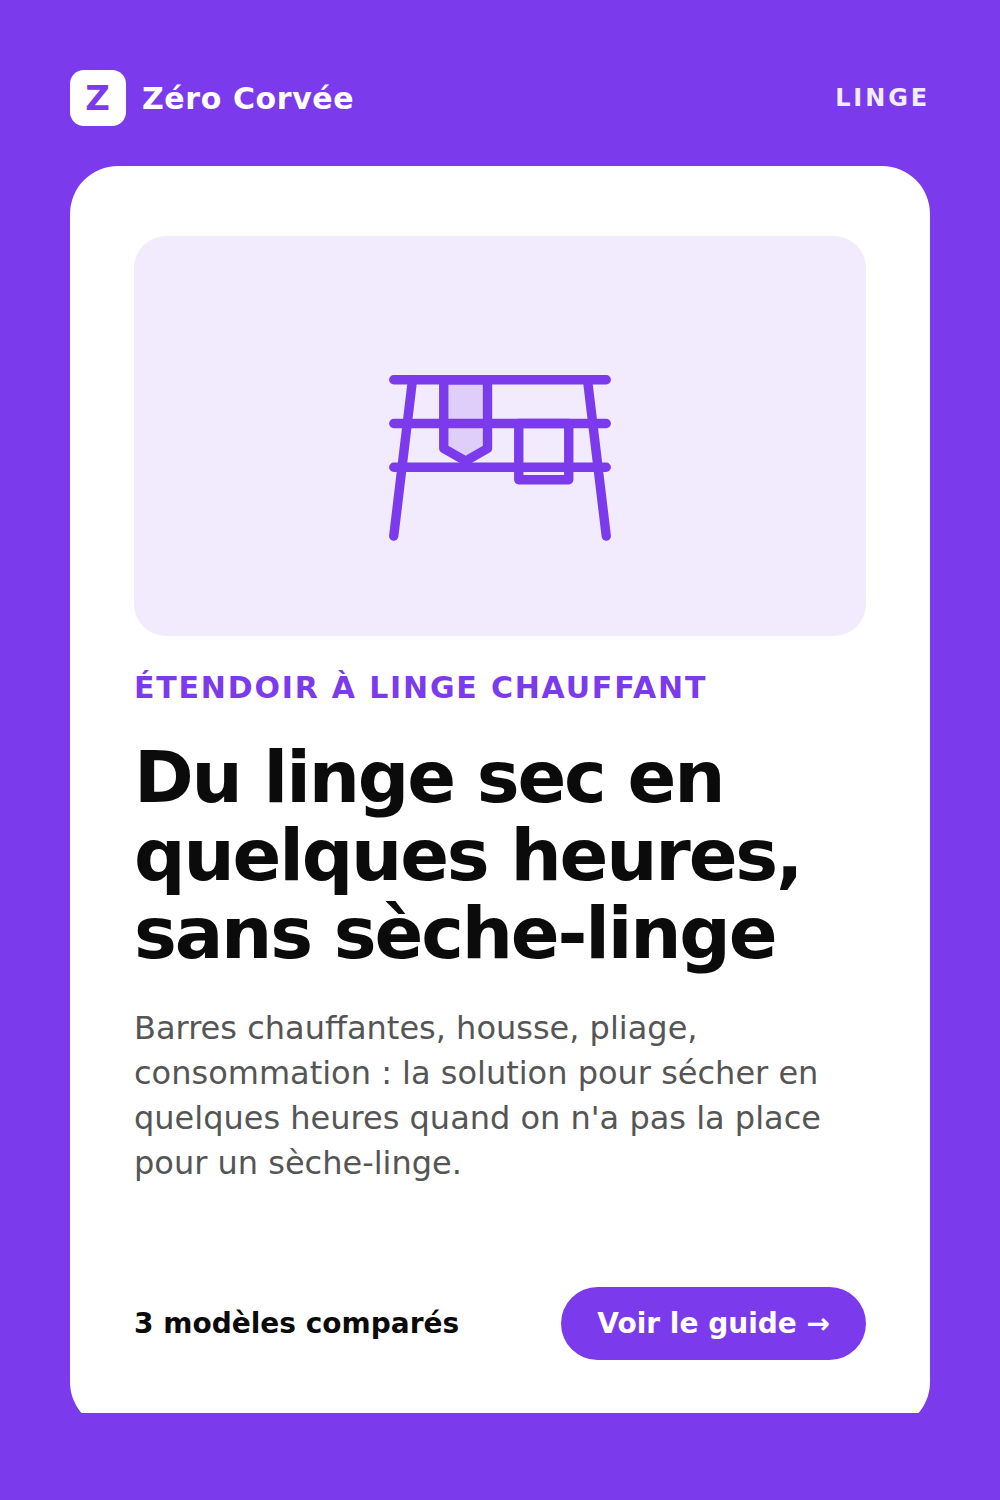 Z Zéro Corvée
LINGE
ÉTENDOIR À LINGE CHAUFFANT
Du linge sec en
quelques heures,
sans sèche-linge
Barres chauffantes, housse, pliage,
consommation : la solution pour sécher en
quelques heures quand on n'a pas la place
pour un sèche-linge.
3 modèles comparés
Voir le guide →